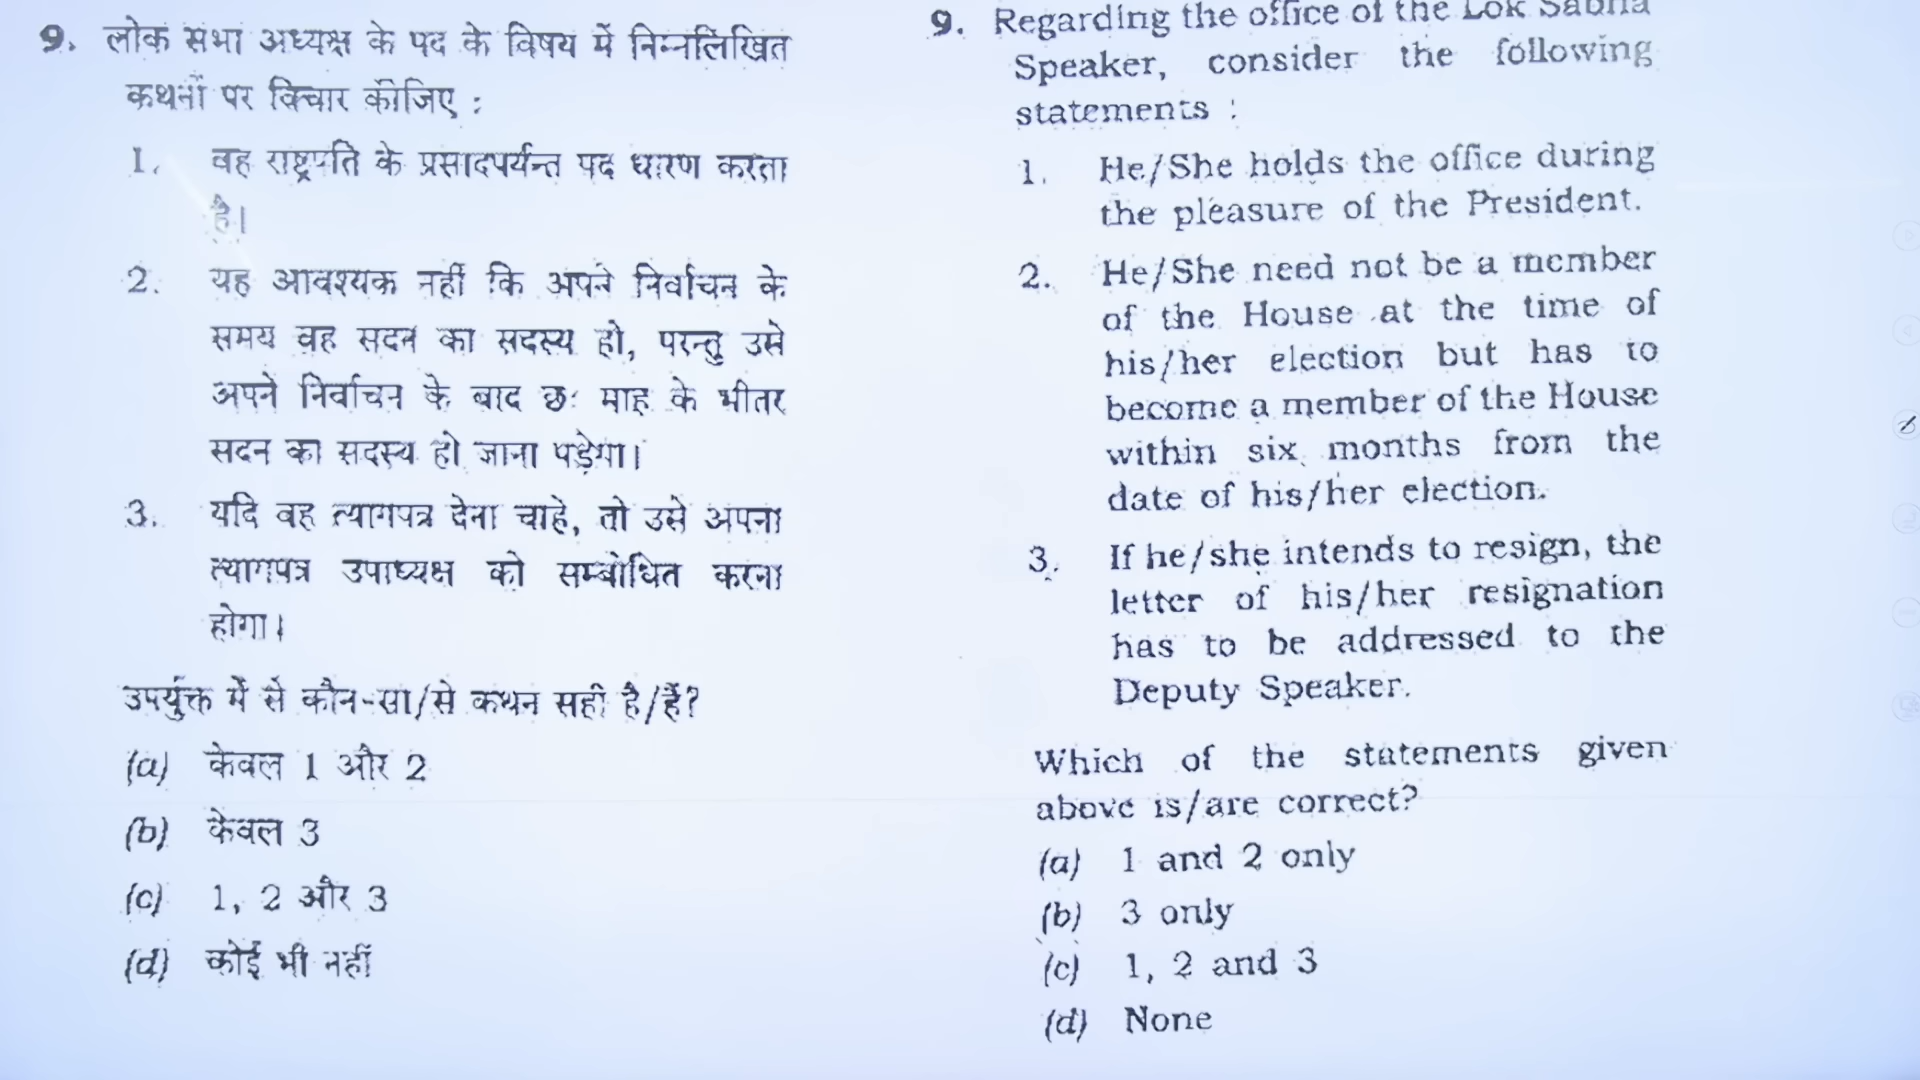 9. लोक सभा अध्यक्ष के पद के विषय में निम्नलिखित
कथनों पर विचार कीजिए :
1. वह राष्ट्रपति के प्रसादपर्यन्त पद धारण करता
है।
2. यह आवश्यक नहीं कि अपने निर्वाचन के
समय वह सदन का सदस्य हो, परन्तु उसे
अपने निर्वाचन के बाद छः माह के भीतर
सदन का सदस्य हो जाना पड़ेगा।
3. यदि वह त्यागपत्र देना चाहे, तो उसे अपना
त्यागपत्र उपाध्यक्ष को सम्बोधित करना
होगा।
उपर्युक्त में से कौन-सा/से कथन सही है/हैं?
(a) केवल 1 और 2
(b) केवल 3
(c) 1, 2 और 3
(d) कोई भी नहीं
9. Regarding the office of the Lok Sabha
Speaker, consider the following
statements :
1. He/She holds the office during
the pleasure of the President.
2. He/She need not be a member
of the House at the time of
his/her election but has to
become a member of the House
within six months from the
date of his/her election.
3. If he/she intends to resign, the
letter of his/her resignation
has to be addressed to the
Deputy Speaker.
Which of the statements given
above is/are correct?
(a) 1 and 2 only
(b) 3 only
(c) 1, 2 and 3
(d) None